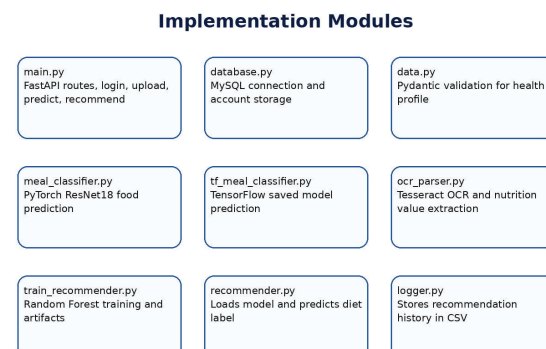 Implementation Modules
main.py
FastAPI routes, login, upload,
predict, recommend
database.py
MySQL connection and
account storage
data.py
Pydantic validation for health
profile
meal_classifier.py
PyTorch ResNet18 food
prediction
tf_meal_classifier.py
TensorFlow saved model
prediction
ocr_parser.py
Tesseract OCR and nutrition
value extraction
train_recommender.py
Random Forest training and
artifacts
recommender.py
Loads model and predicts diet
label
logger.py
Stores recommendation
history in CSV